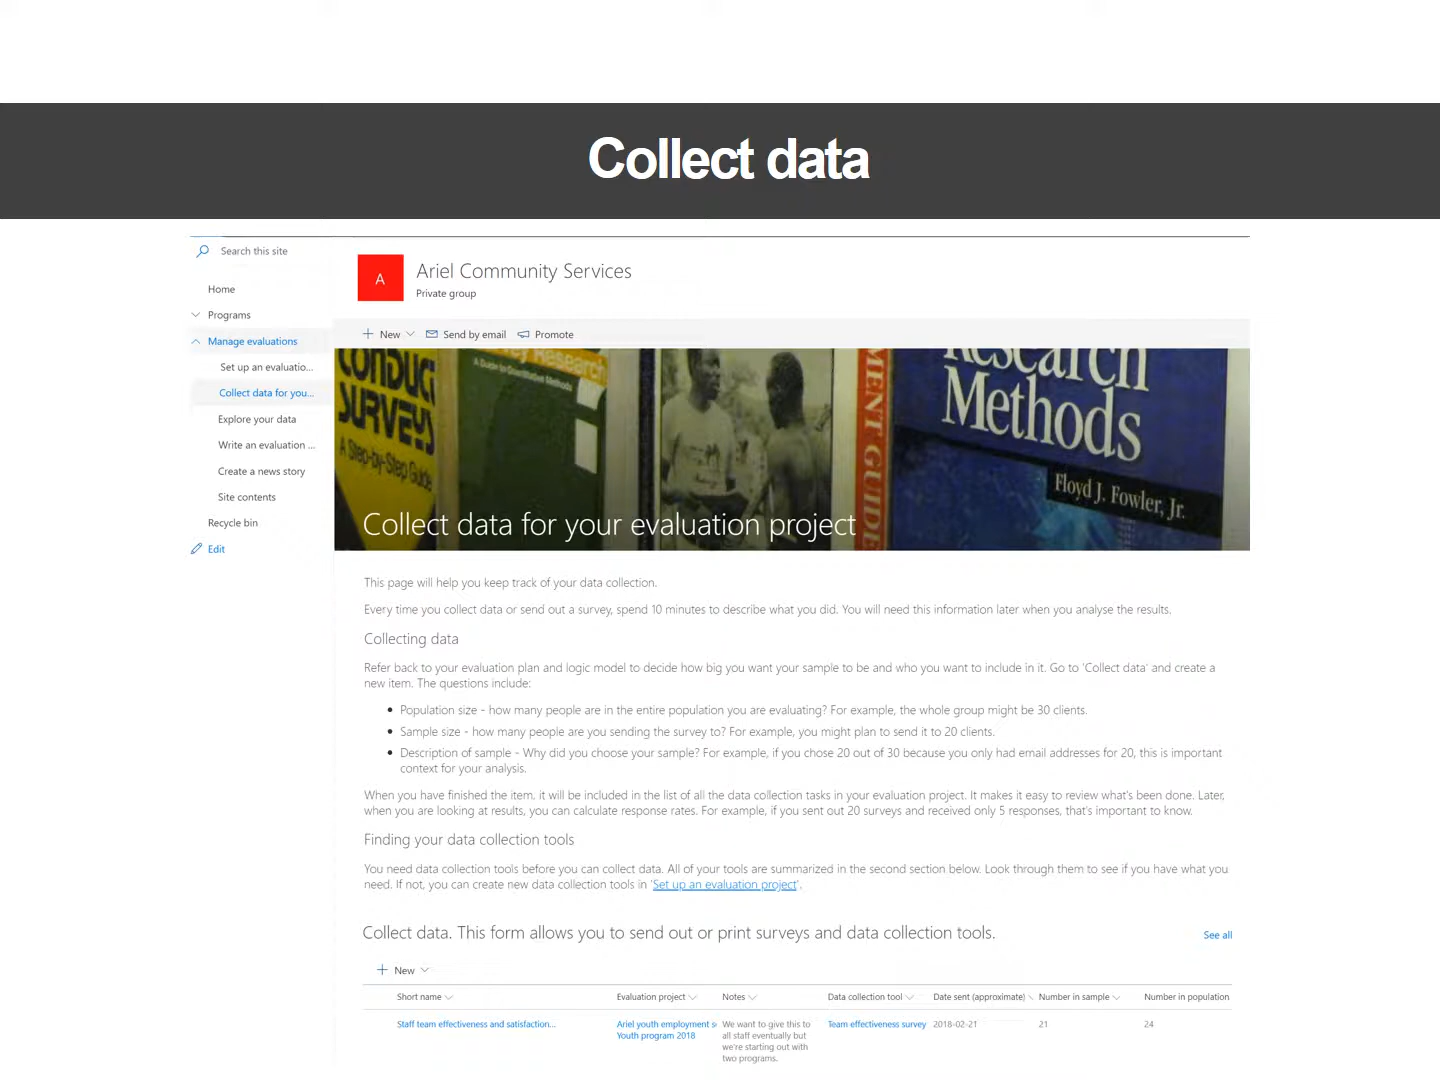 Collect data
Search this site
Home
Programs
Manage evaluations
Set up an evaluatio...
Collect data for you...
Explore your data
Write an evaluation ...
Create a news story
Site contents
Recycle bin
Edit
A
Ariel Community Services
Private group
New
Send by email
Promote
CONDUCT
SURVEYS
A Step-by-Step Guide
Research
MENT GUIDE
Research
Methods
Floyd J. Fowler, Jr.
Collect data for your evaluation project
This page will help you keep track of your data collection.
Every time you collect data or send out a survey, spend 10 minutes to describe what you did. You will need this information later when you analyse the results.
Collecting data
Refer back to your evaluation plan and logic model to decide how big you want your sample to be and who you want to include in it. Go to 'Collect data' and create a
new item. The questions include:
• Population size - how many people are in the entire population you are evaluating? For example, the whole group might be 30 clients.
• Sample size - how many people are you sending the survey to? For example, you might plan to send it to 20 clients.
• Description of sample - Why did you choose your sample? For example, if you chose 20 out of 30 because you only had email addresses for 20, this is important
context for your analysis.
When you have finished the item, it will be included in the list of all the data collection tasks in your evaluation project. It makes it easy to review what's been done. Later,
when you are looking at results, you can calculate response rates. For example, if you sent out 20 surveys and received only 5 responses, that's important to know.
Finding your data collection tools
You need data collection tools before you can collect data. All of your tools are summarized in the second section below. Look through them to see if you have what you
need. If not, you can create new data collection tools in 'Set up an evaluation project'.
Collect data. This form allows you to send out or print surveys and data collection tools.
See all
New
Short name Evaluation project Notes Data collection tool Date sent (approximate) Number in sample Number in population
Staff team effectiveness and satisfaction... Ariel youth employment s We want to give this to Team effectiveness survey 2018-02-21 21 24
Youth program 2018 all staff eventually but
we're starting out with
two programs.